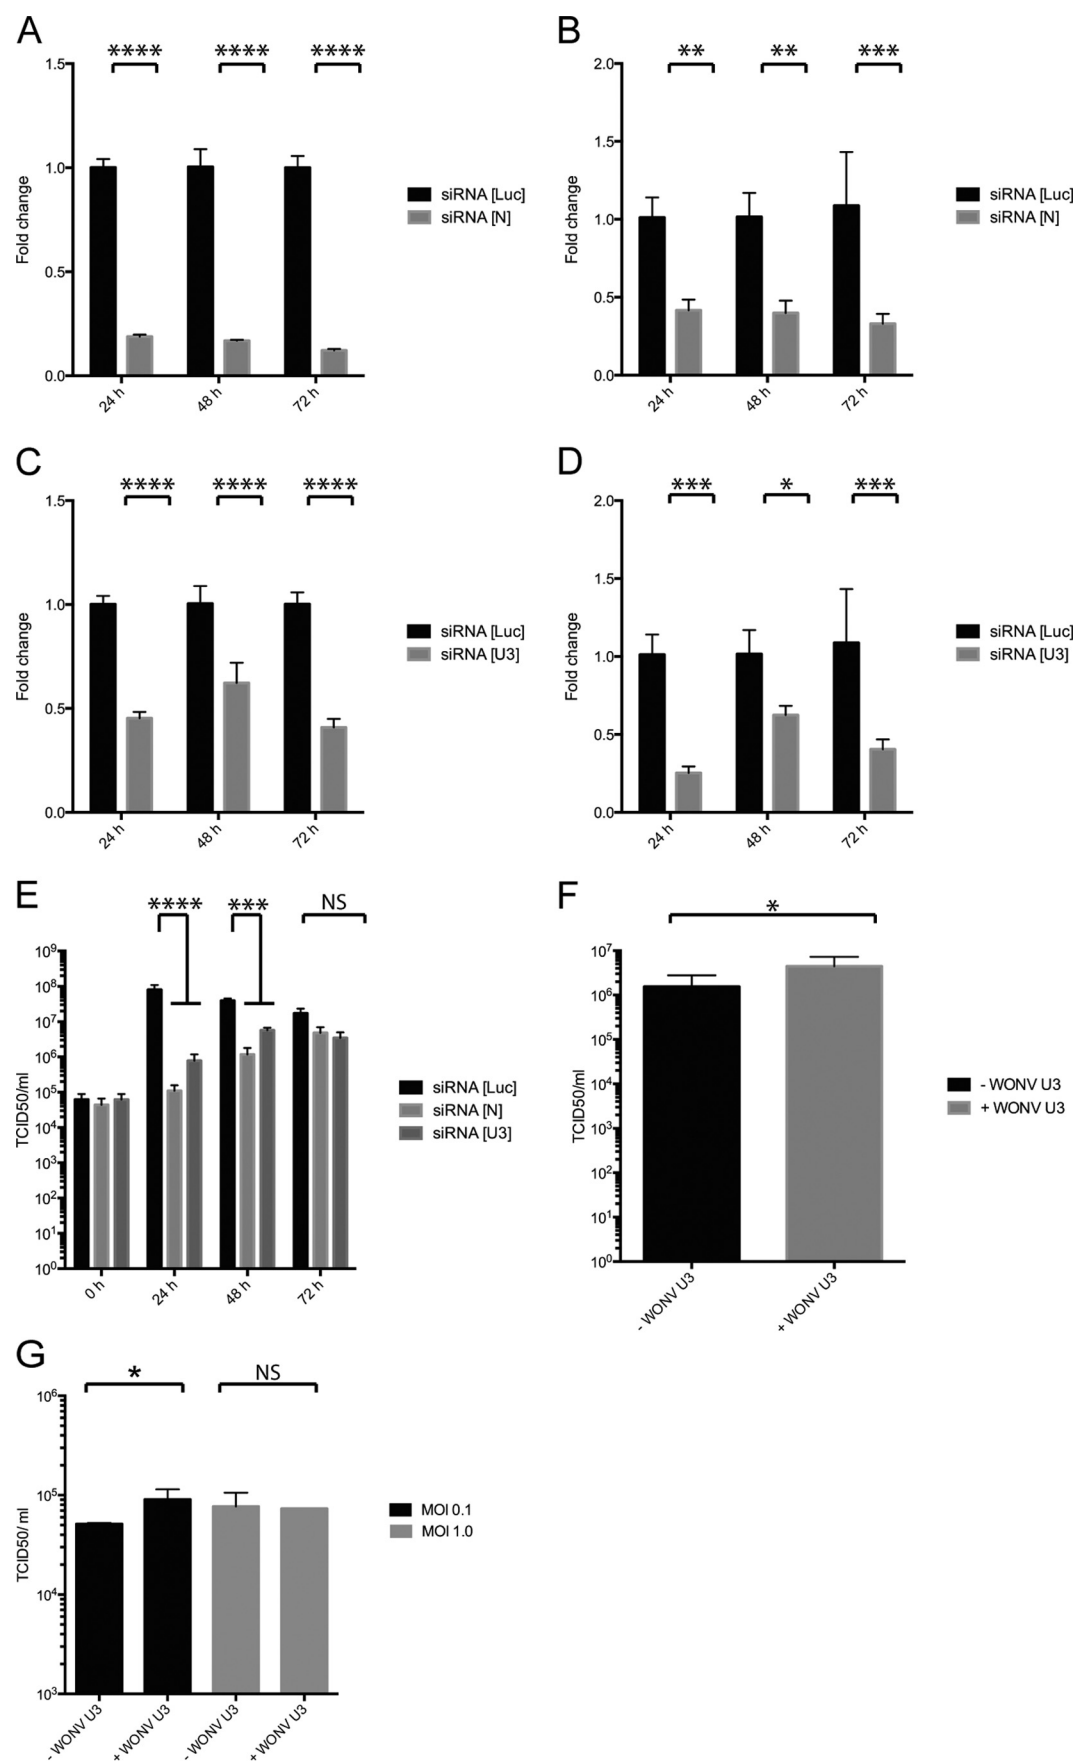 A
**** **** ****
1.5
1.0
0.5
0.0
Fold change
24 h 48 h 72 h
siRNA [Luc]
siRNA [N]
B
** ** ***
2.0
1.5
1.0
0.5
0.0
Fold change
24 h 48 h 72 h
siRNA [Luc]
siRNA [N]
C
**** **** ****
1.5
1.0
0.5
0.0
Fold change
24 h 48 h 72 h
siRNA [Luc]
siRNA [U3]
D
*** * ***
2.0
1.5
1.0
0.5
0.0
Fold change
24 h 48 h 72 h
siRNA [Luc]
siRNA [U3]
E
**** *** NS
10⁹
10⁸
10⁷
10⁶
10⁵
10⁴
10³
10²
10¹
10⁰
TCID50/ml
0 h 24 h 48 h 72 h
siRNA [Luc]
siRNA [N]
siRNA [U3]
F
*
10⁷
10⁶
10⁵
10⁴
10³
10²
10¹
10⁰
TCID50/ml
- WONV U3 + WONV U3
- WONV U3
+ WONV U3
G
* NS
10⁶
10⁵
10⁴
10³
TCID50/ ml
- WONV U3 + WONV U3 - WONV U3 + WONV U3
MOI 0.1
MOI 1.0